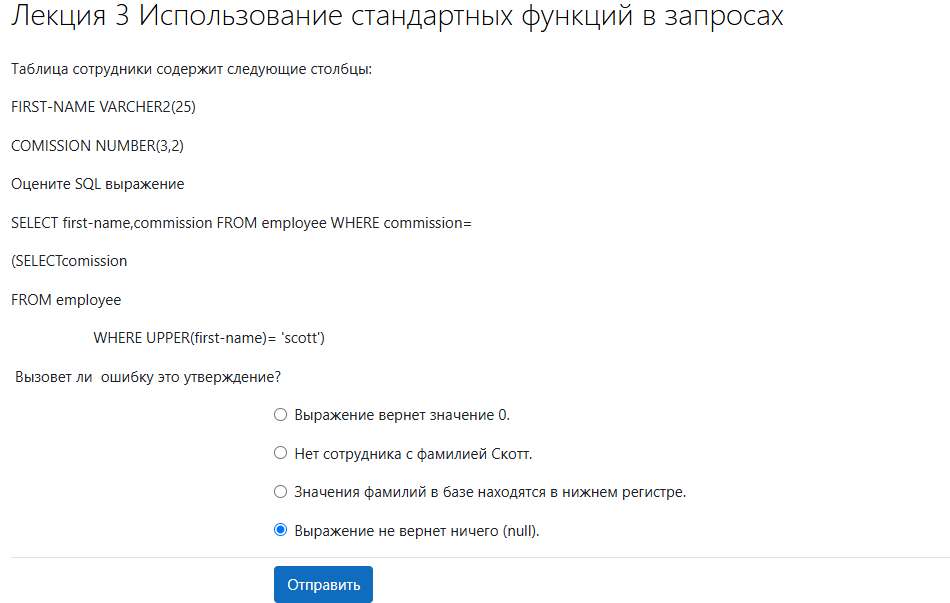 Лекция 3 Использование стандартных функций в запросах
Таблица сотрудники содержит следующие столбцы:
FIRST-NAME VARCHER2(25)
COMISSION NUMBER(3,2)
Оцените SQL выражение
SELECT first-name,commission FROM employee WHERE commission=
(SELECTcomission
FROM employee
WHERE UPPER(first-name)= 'scott')
Вызовет ли  ошибку это утверждение?
Выражение вернет значение 0.
Нет сотрудника с фамилией Скотт.
Значения фамилий в базе находятся в нижнем регистре.
Выражение не вернет ничего (null).
Отправить